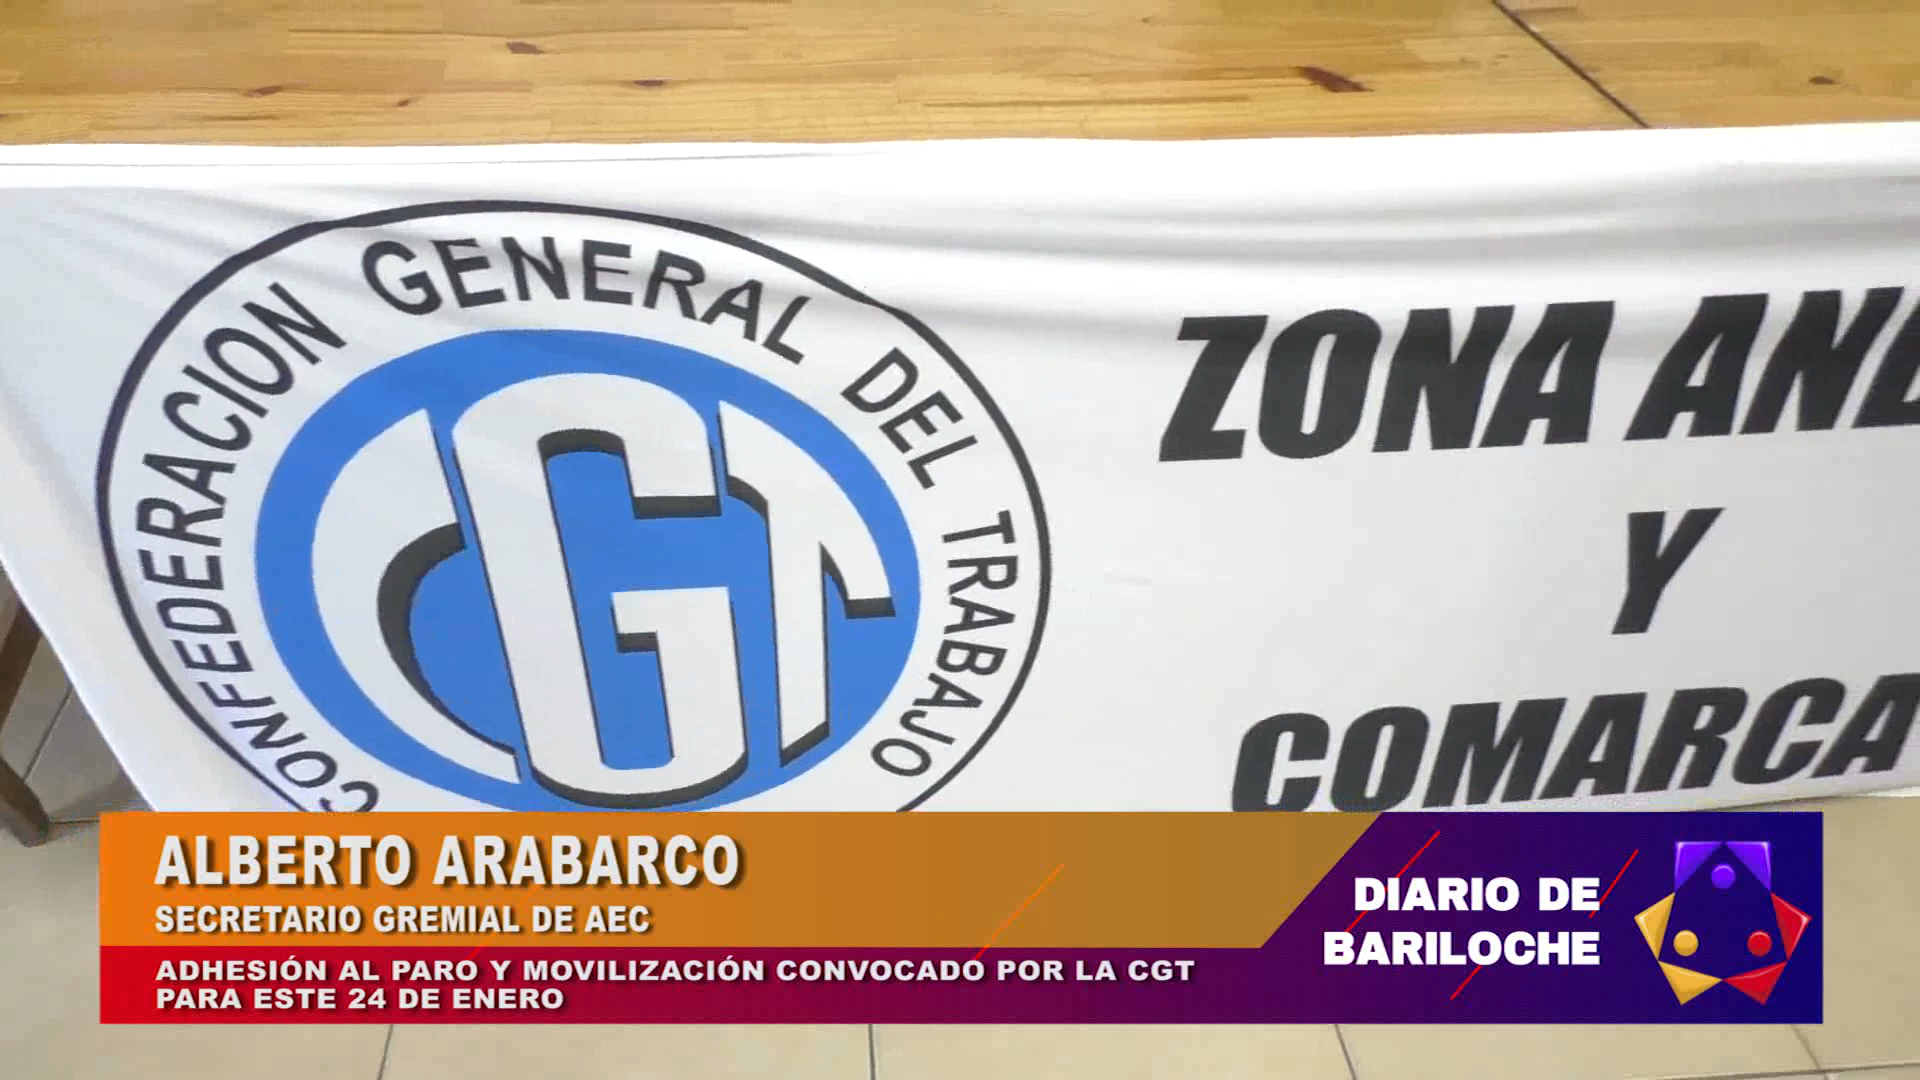 CONFEDERACION GENERAL DEL TRABAJO
CGT
ZONA
Y
COMARCA
ALBERTO ARABARCO
SECRETARIO GREMIAL DE AEC
ADHESIÓN AL PARO Y MOVILIZACIÓN CONVOCADO POR LA CGT
PARA ESTE 24 DE ENERO
DIARIO DE
BARILOCHE